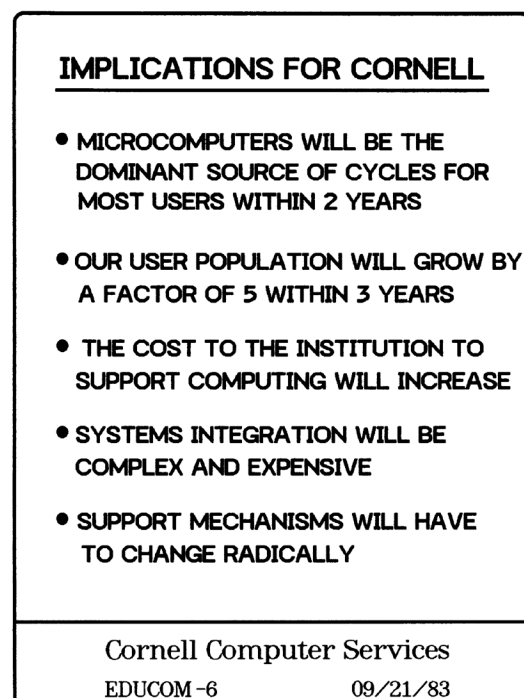 IMPLICATIONS FOR CORNELL
• MICROCOMPUTERS WILL BE THE
DOMINANT SOURCE OF CYCLES FOR
MOST USERS WITHIN 2 YEARS
• OUR USER POPULATION WILL GROW BY
A FACTOR OF 5 WITHIN 3 YEARS
• THE COST TO THE INSTITUTION TO
SUPPORT COMPUTING WILL INCREASE
• SYSTEMS INTEGRATION WILL BE
COMPLEX AND EXPENSIVE
• SUPPORT MECHANISMS WILL HAVE
TO CHANGE RADICALLY
Cornell Computer Services
EDUCOM-6 09/21/83